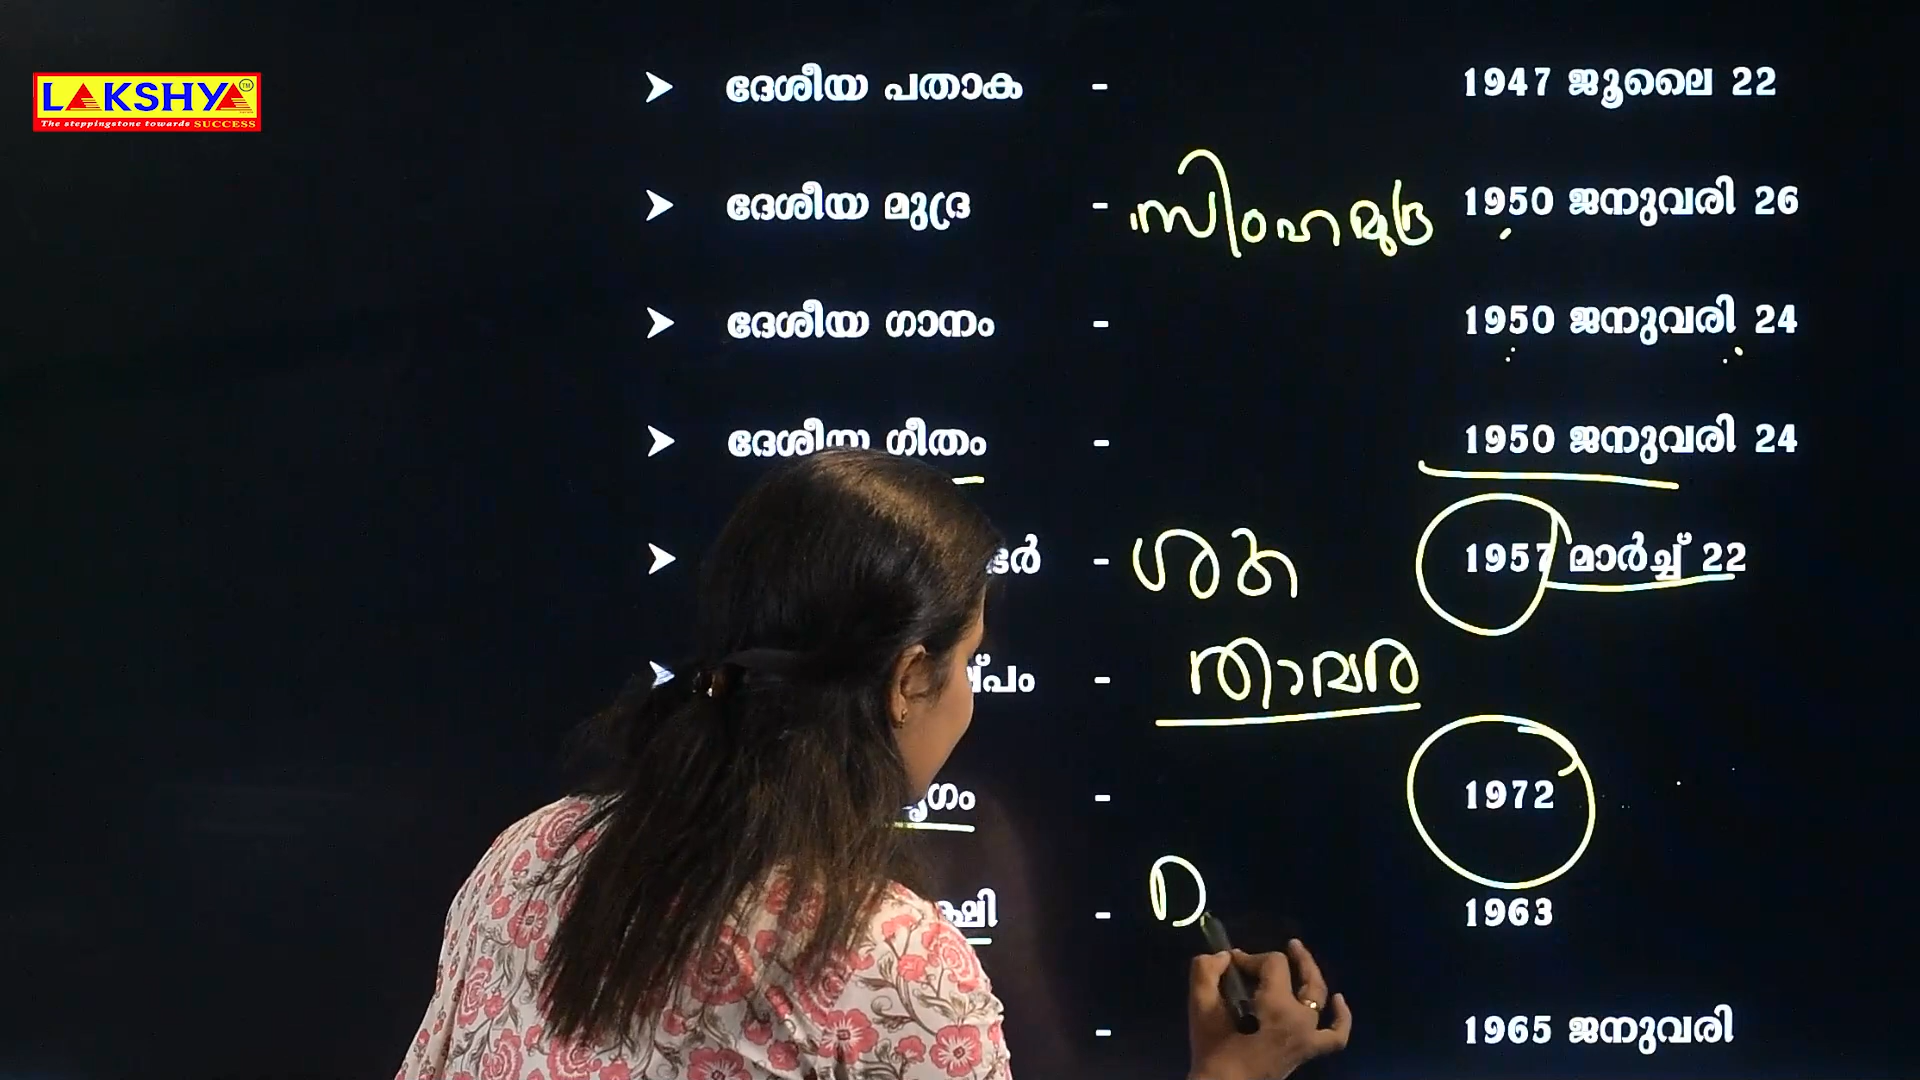 LAKSHYA TM
The steppingstone towards SUCCESS
➤ ദേശീയ പതാക - 1947 ജൂലൈ 22
➤ ദേശീയ മുദ്ര - സിംഹമുദ്ര 1950 ജനുവരി 26
➤ ദേശീയ ഗാനം - 1950 ജനുവരി 24
➤ ദേശീയ ഗീതം - 1950 ജനുവരി 24
➤ - ശക 1957 മാർച്ച് 22
➤ - താമര
- 1972
- 1963
- 1965 ജനുവരി